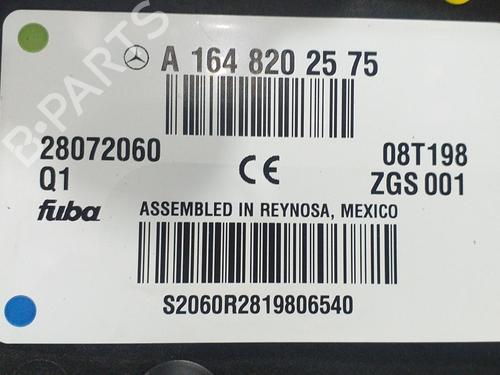 A 164 820 25 75
28072060
08T198
Q1
CE
ZGS 001
fuba
ASSEMBLED IN REYNOSA, MEXICO
S2060R2819806540
B-PARTS